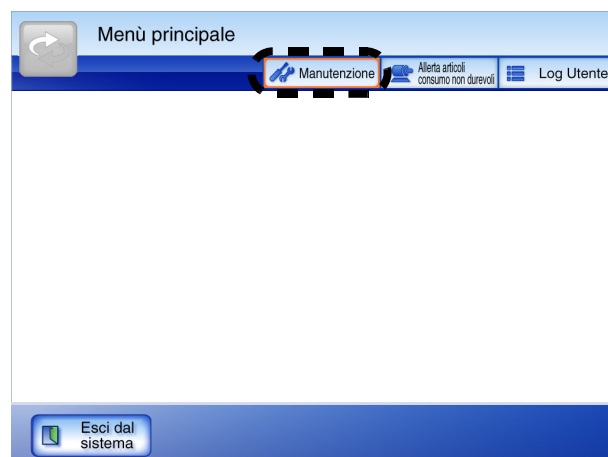 Menù principale
Manutenzione
Allerta articoli
consumo non durevoli
Log Utente
Esci dal
sistema